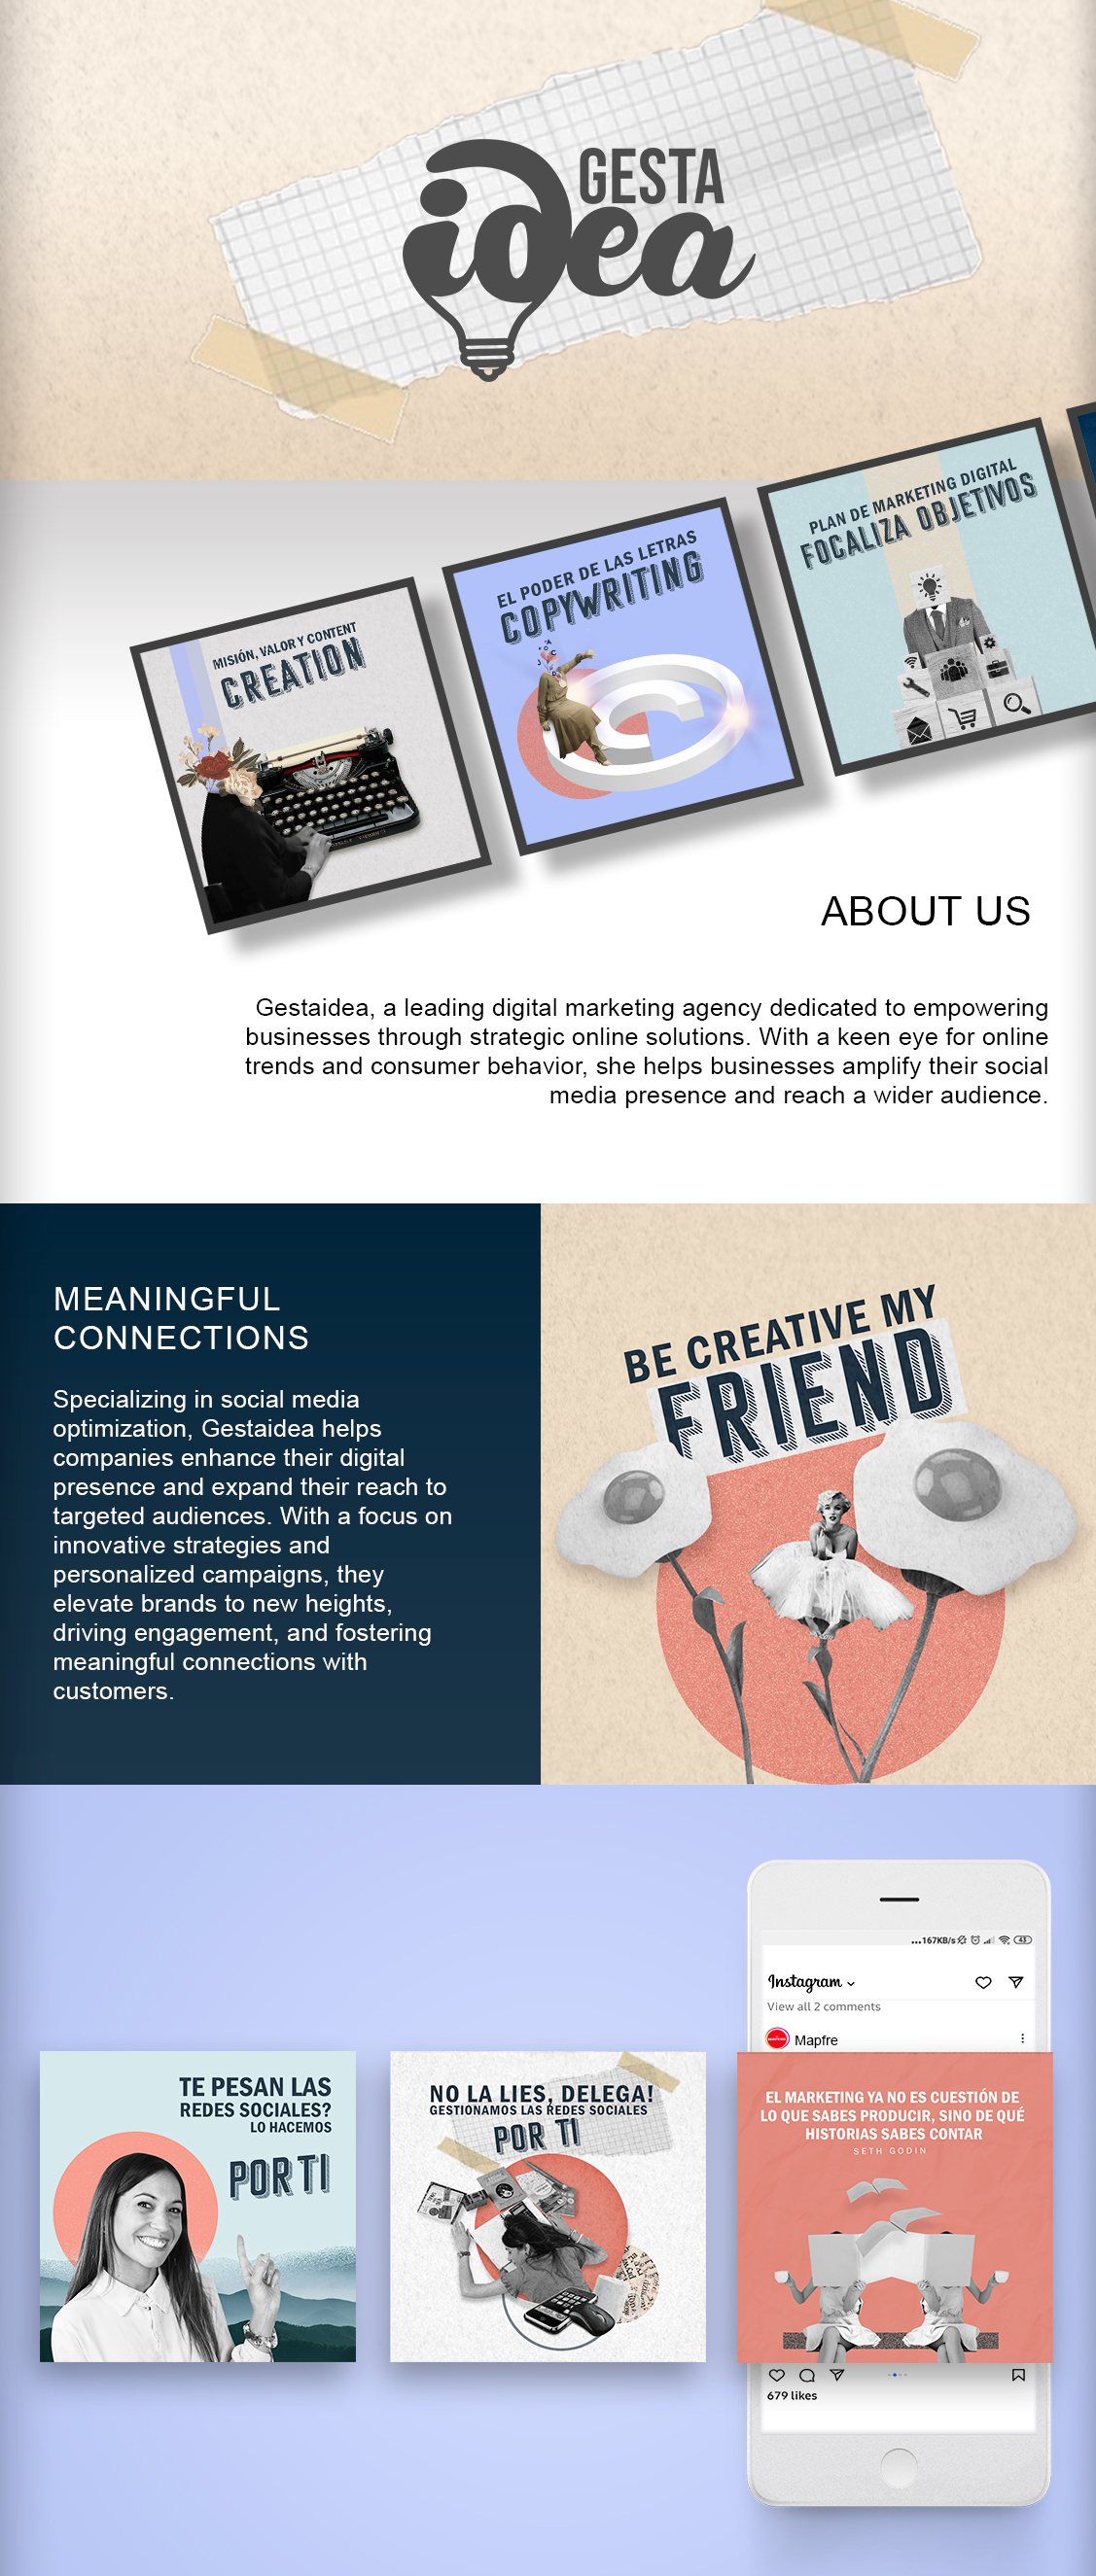 GESTA
idea
MISIÓN, VALOR Y CONTENT
CREATION
EL PODER DE LAS LETRAS
COPYWRITING
PLAN DE MARKETING DIGITAL
FOCALIZA OBJETIVOS
ABOUT US
Gestaidea, a leading digital marketing agency dedicated to empowering
businesses through strategic online solutions. With a keen eye for online
trends and consumer behavior, she helps businesses amplify their social
media presence and reach a wider audience.
MEANINGFUL
CONNECTIONS
Specializing in social media
optimization, Gestaidea helps
companies enhance their digital
presence and expand their reach to
targeted audiences. With a focus on
innovative strategies and
personalized campaigns, they
elevate brands to new heights,
driving engagement, and fostering
meaningful connections with
customers.
BE CREATIVE MY
FRIEND
TE PESAN LAS
REDES SOCIALES?
LO HACEMOS
POR TI
NO LA LIES, DELEGA!
GESTIONAMOS LAS REDES SOCIALES
POR TI
...167KB/s 43
Instagram
View all 2 comments
MAPFRE
Mapfre
EL MARKETING YA NO ES CUESTIÓN DE
LO QUE SABES PRODUCIR, SINO DE QUÉ
HISTORIAS SABES CONTAR
SETH GODIN
679 likes